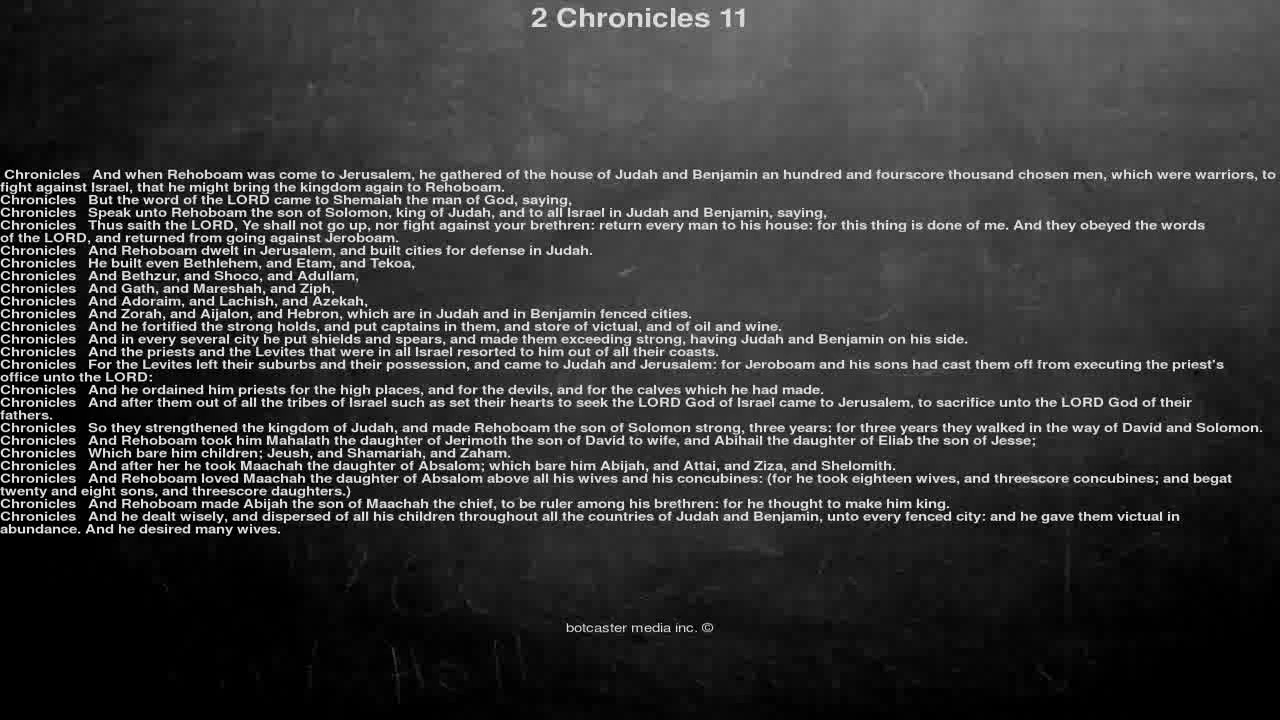 2 Chronicles 11
Chronicles And when Rehoboam was come to Jerusalem, he gathered of the house of Judah and Benjamin an hundred and fourscore thousand chosen men, which were warriors, to
fight against Israel, that he might bring the kingdom again to Rehoboam.
Chronicles But the word of the LORD came to Shemaiah the man of God, saying,
Chronicles Speak unto Rehoboam the son of Solomon, king of Judah, and to all Israel in Judah and Benjamin, saying,
Chronicles Thus saith the LORD, Ye shall not go up, nor fight against your brethren: return every man to his house: for this thing is done of me. And they obeyed the words
of the LORD, and returned from going against Jeroboam.
Chronicles And Rehoboam dwelt in Jerusalem, and built cities for defense in Judah.
Chronicles He built even Bethlehem, and Etam, and Tekoa,
Chronicles And Bethzur, and Shoco, and Adullam,
Chronicles And Gath, and Mareshah, and Ziph,
Chronicles And Adoraim, and Lachish, and Azekah,
Chronicles And Zorah, and Aijalon, and Hebron, which are in Judah and in Benjamin fenced cities.
Chronicles And he fortified the strong holds, and put captains in them, and store of victual, and of oil and wine.
Chronicles And in every several city he put shields and spears, and made them exceeding strong, having Judah and Benjamin on his side.
Chronicles And the priests and the Levites that were in all Israel resorted to him out of all their coasts.
Chronicles For the Levites left their suburbs and their possession, and came to Judah and Jerusalem: for Jeroboam and his sons had cast them off from executing the priest's
office unto the LORD:
Chronicles And he ordained him priests for the high places, and for the devils, and for the calves which he had made.
Chronicles And after them out of all the tribes of Israel such as set their hearts to seek the LORD God of Israel came to Jerusalem, to sacrifice unto the LORD God of their
fathers.
Chronicles So they strengthened the kingdom of Judah, and made Rehoboam the son of Solomon strong, three years: for three years they walked in the way of David and Solomon.
Chronicles And Rehoboam took him Mahalath the daughter of Jerimoth the son of David to wife, and Abihail the daughter of Eliab the son of Jesse;
Chronicles Which bare him children; Jeush, and Shamariah, and Zaham.
Chronicles And after her he took Maachah the daughter of Absalom; which bare him Abijah, and Attai, and Ziza, and Shelomith.
Chronicles And Rehoboam loved Maachah the daughter of Absalom above all his wives and his concubines: (for he took eighteen wives, and threescore concubines; and begat
twenty and eight sons, and threescore daughters.)
Chronicles And Rehoboam made Abijah the son of Maachah the chief, to be ruler among his brethren: for he thought to make him king.
Chronicles And he dealt wisely, and dispersed of all his children throughout all the countries of Judah and Benjamin, unto every fenced city: and he gave them victual in
abundance. And he desired many wives.
botcaster media inc. ©